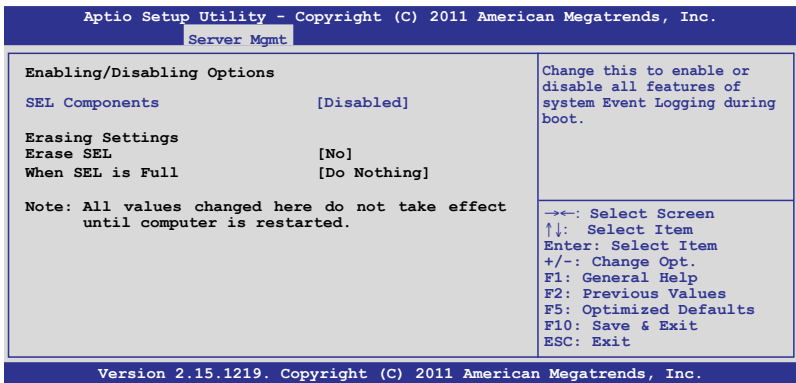 Aptio Setup Utility - Copyright (C) 2011 American Megatrends, Inc.
Server Mgmt
Enabling/Disabling Options
SEL Components [Disabled]
Erasing Settings
Erase SEL [No]
When SEL is Full [Do Nothing]
Note: All values changed here do not take effect
until computer is restarted.
Change this to enable or
disable all features of
system Event Logging during
boot.
→←: Select Screen
↑↓: Select Item
Enter: Select Item
+/-: Change Opt.
F1: General Help
F2: Previous Values
F5: Optimized Defaults
F10: Save & Exit
ESC: Exit
Version 2.15.1219. Copyright (C) 2011 American Megatrends, Inc.